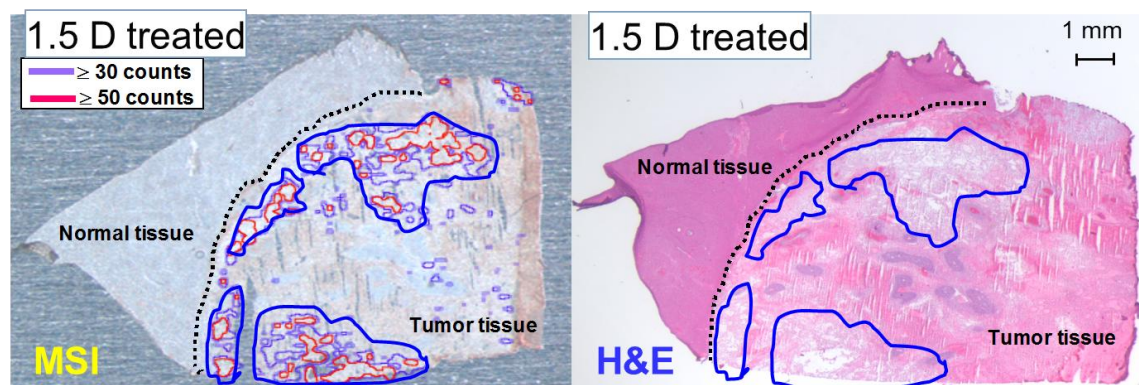 1.5 D treated
≥ 30 counts
≥ 50 counts
Normal tissue
Tumor tissue
MSI
1.5 D treated
1 mm
Normal tissue
Tumor tissue
H&E